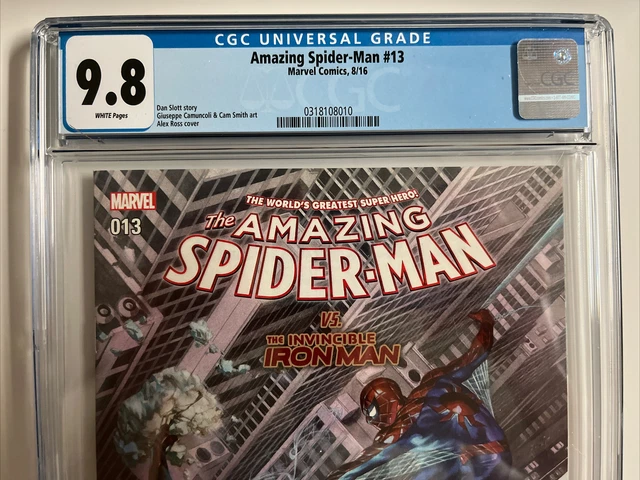 CGC UNIVERSAL GRADE
9.8
WHITE Pages
Amazing Spider-Man #13
Marvel Comics, 8/16
Dan Slott story
Giuseppe Camuncoli & Cam Smith art
Alex Ross cover
0318108010
CGC
CGC
MARVEL
013
THE WORLD'S GREATEST SUPER HERO!
The AMAZING
SPIDER-MAN
VS.
THE INVINCIBLE
IRON MAN